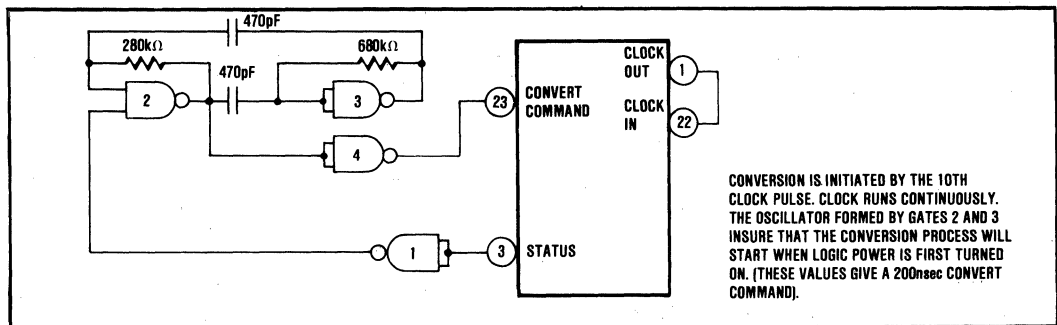 470pF
280kΩ
680kΩ
470pF
2
3
4
1
23
CONVERT
COMMAND
3
STATUS
CLOCK
OUT
1
CLOCK
IN
22
CONVERSION IS INITIATED BY THE 10TH
CLOCK PULSE. CLOCK RUNS CONTINUOUSLY.
THE OSCILLATOR FORMED BY GATES 2 AND 3
INSURE THAT THE CONVERSION PROCESS WILL
START WHEN LOGIC POWER IS FIRST TURNED
ON. (THESE VALUES GIVE A 200nsec CONVERT
COMMAND).